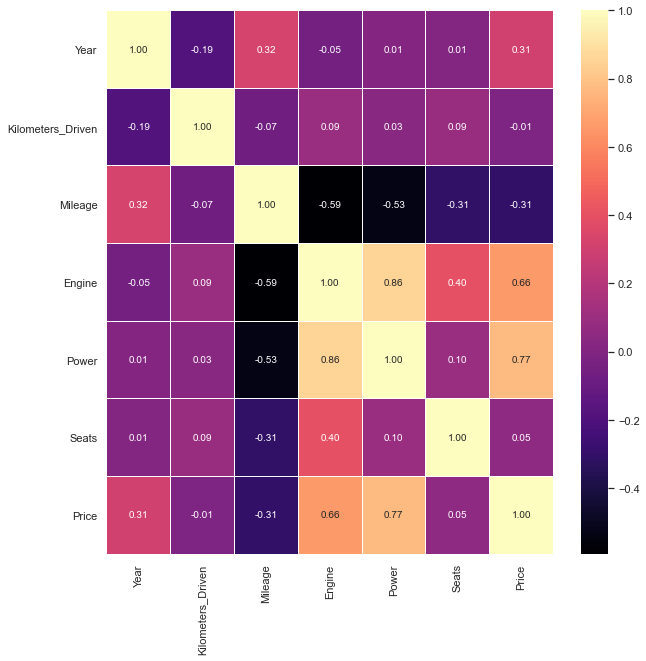 Year 1.00 -0.19 0.32 -0.05 0.01 0.01 0.31
Kilometers_Driven -0.19 1.00 -0.07 0.09 0.03 0.09 -0.01
Mileage 0.32 -0.07 1.00 -0.59 -0.53 -0.31 -0.31
Engine -0.05 0.09 -0.59 1.00 0.86 0.40 0.66
Power 0.01 0.03 -0.53 0.86 1.00 0.10 0.77
Seats 0.01 0.09 -0.31 0.40 0.10 1.00 0.05
Price 0.31 -0.01 -0.31 0.66 0.77 0.05 1.00
Year
Kilometers_Driven
Mileage
Engine
Power
Seats
Price
1.0
0.8
0.6
0.4
0.2
0.0
−0.2
−0.4